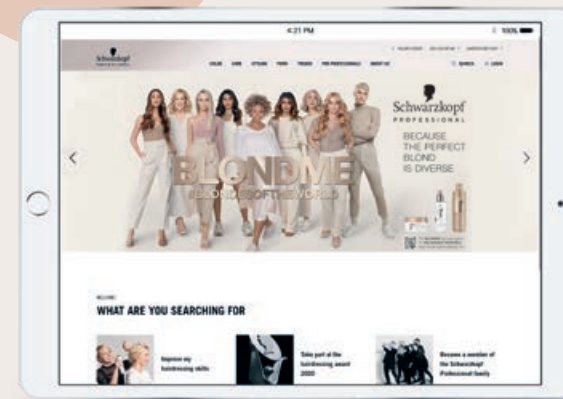 4:21 PM
100%
Schwarzkopf
COLOR CARE STYLING FORM TRENDS FOR PROFESSIONALS ABOUT US
SEARCH LOGIN
BLONDME
#BLONDESOFTHEWORLD
Schwarzkopf
PROFESSIONAL
BECAUSE
THE PERFECT
BLOND
IS DIVERSE
WELCOME!
WHAT ARE YOU SEARCHING FOR
Improve my
hairdressing skills
Take part at the
hairdressing award
2020
Become a member of
the Schwarzkopf
Professional family